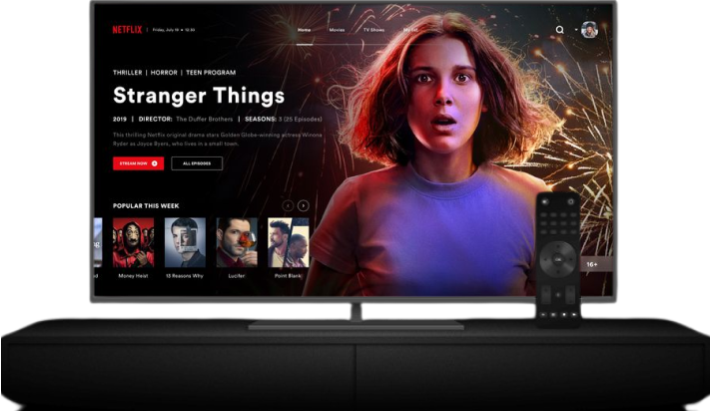 NETFLIX | Friday, July
Home Movies TV Shows
THRILLER | HORROR | TEEN PROGRAM
Stranger Things
2019 | DIRECTOR: The Duffer Brothers | SEASONS: 3 (25 Episodes)
This thrilling Netflix original drama stars Golden Globe-winning actress Winona
Ryder as Joyce Byers, who lives in a small town.
STREAM NOW ALL EPISODES
POPULAR THIS WEEK
16+
Money Heist 13 Reasons Why Lucifer Point Blank